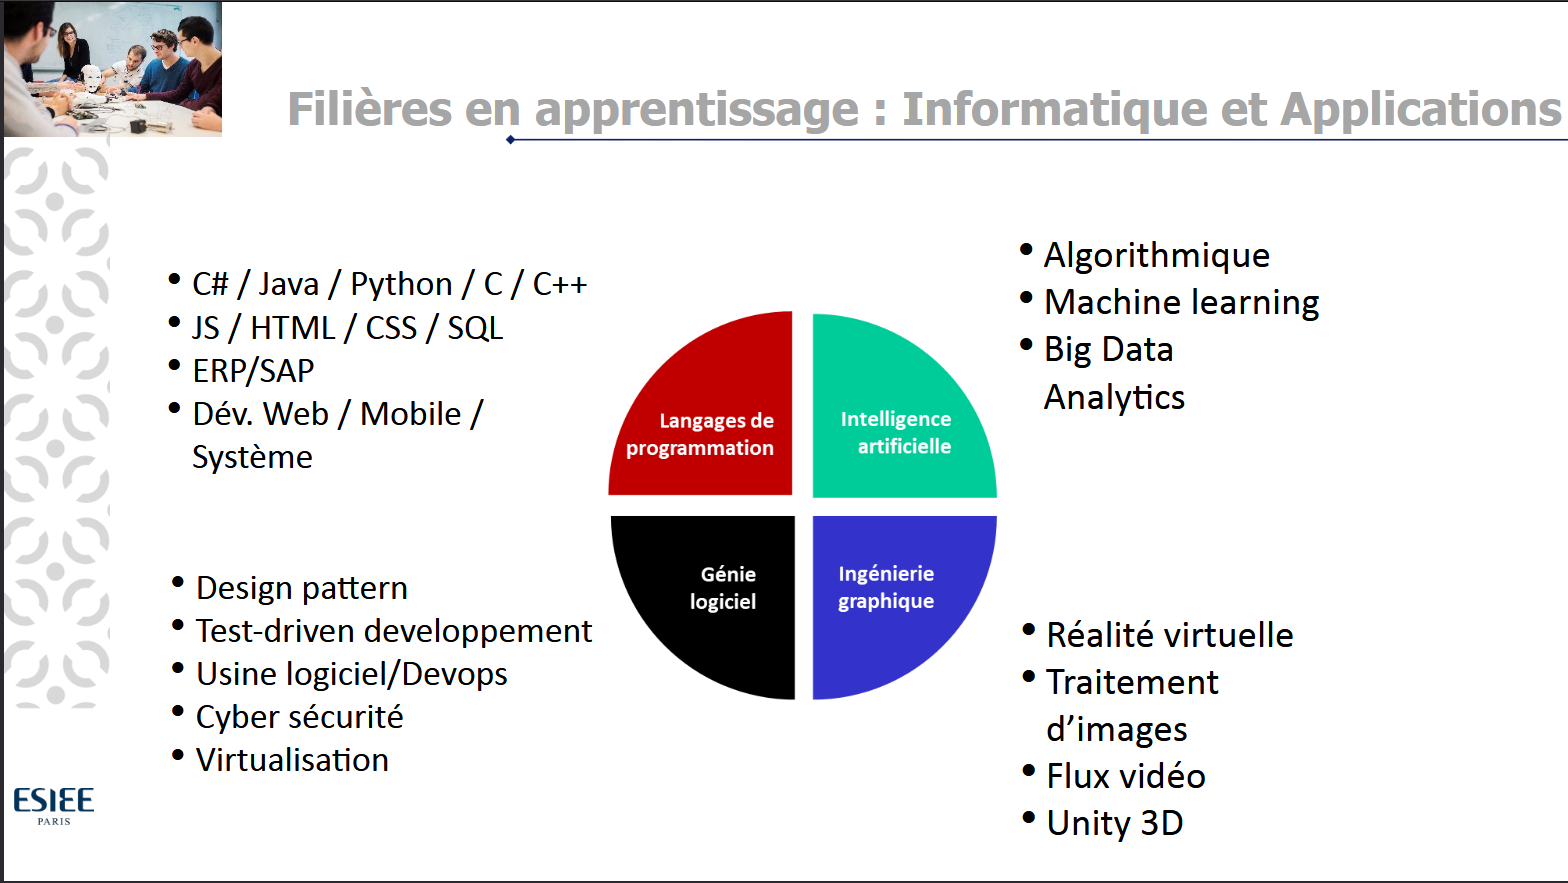 Filières en apprentissage : Informatique et Applications
• C# / Java / Python / C / C++
• JS / HTML / CSS / SQL
• ERP/SAP
• Dév. Web / Mobile /
Système
Langages de
programmation
Intelligence
artificielle
• Algorithmique
• Machine learning
• Big Data
Analytics
• Design pattern
• Test-driven developpement
• Usine logiciel/Devops
• Cyber sécurité
• Virtualisation
Génie
logiciel
Ingénierie
graphique
• Réalité virtuelle
• Traitement
d’images
• Flux vidéo
• Unity 3D
ESIEE
PARIS